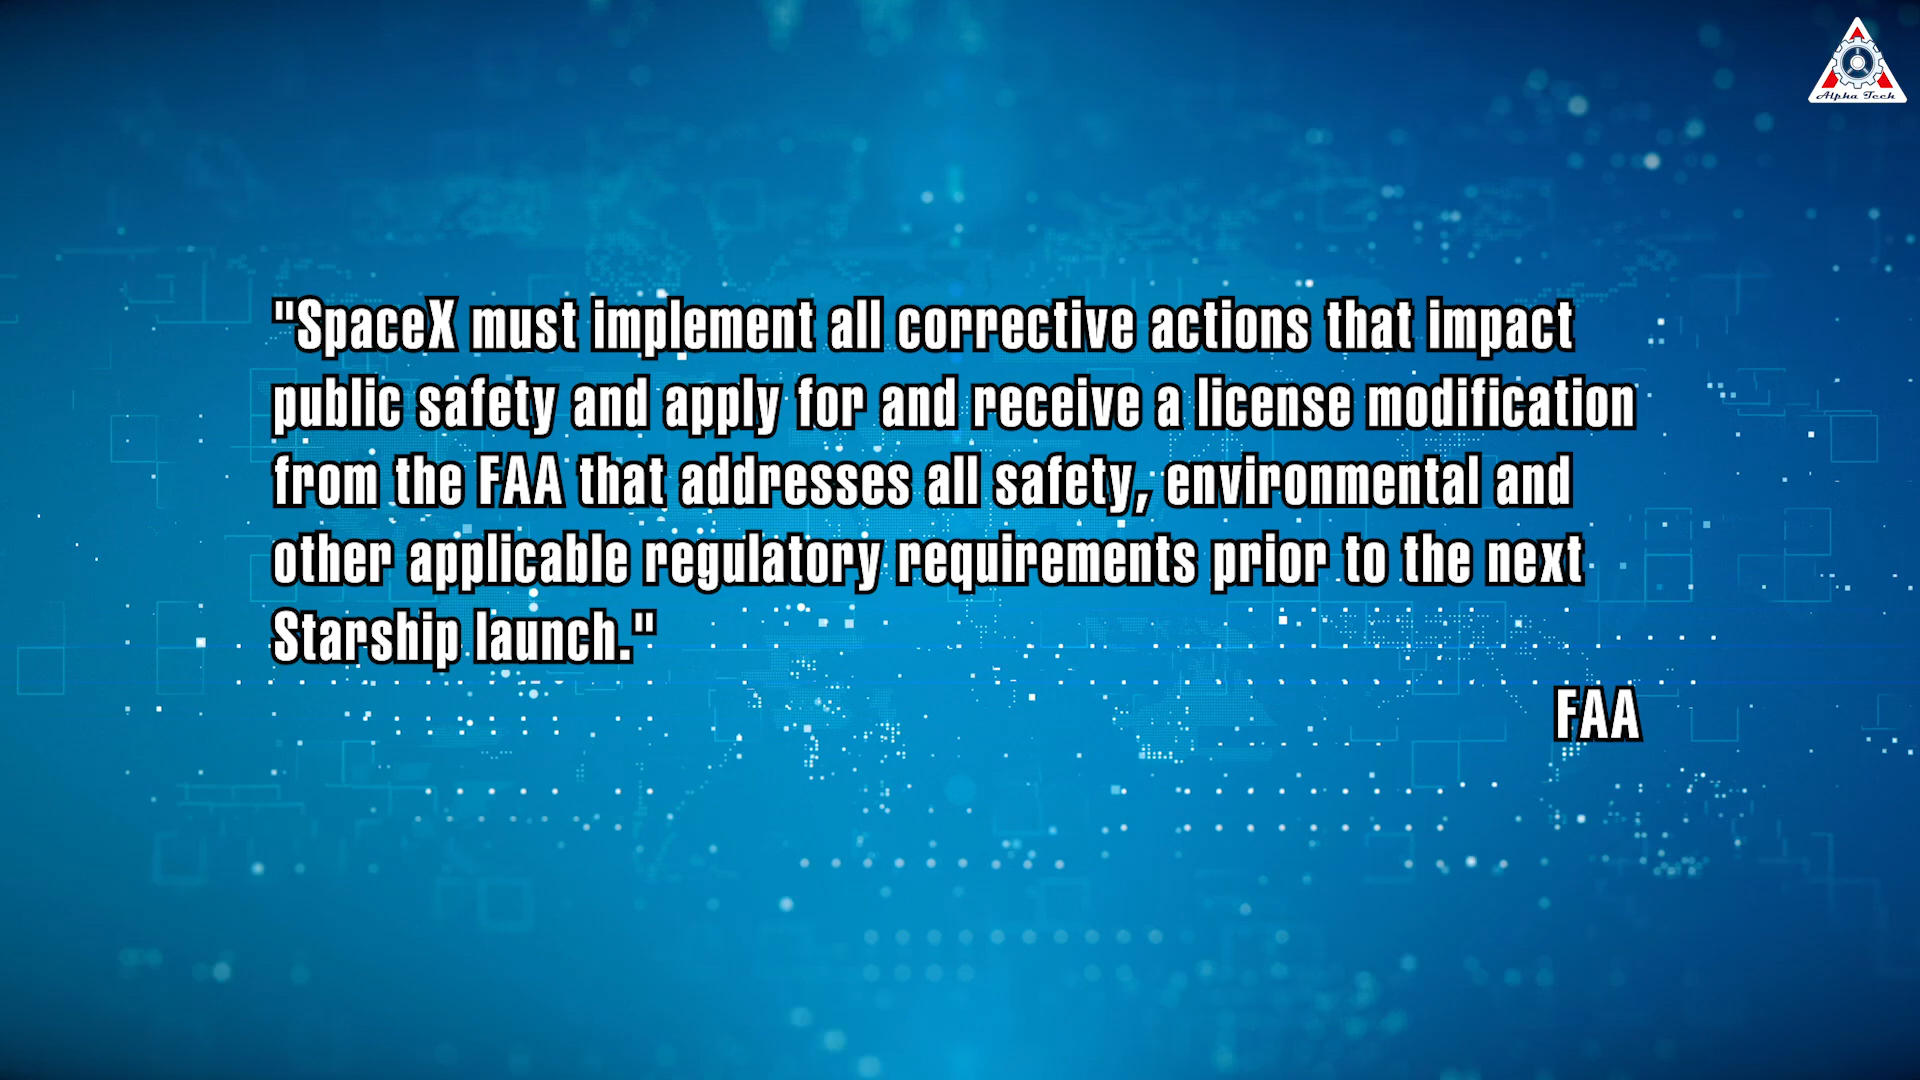 Alpha Tech
"SpaceX must implement all corrective actions that impact
public safety and apply for and receive a license modification
from the FAA that addresses all safety, environmental and
other applicable regulatory requirements prior to the next
Starship launch."
FAA